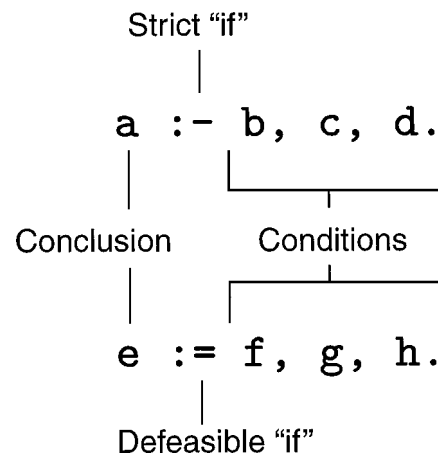 Strict “if”
a :- b, c, d.
Conclusion Conditions
e := f, g, h.
Defeasible “if”